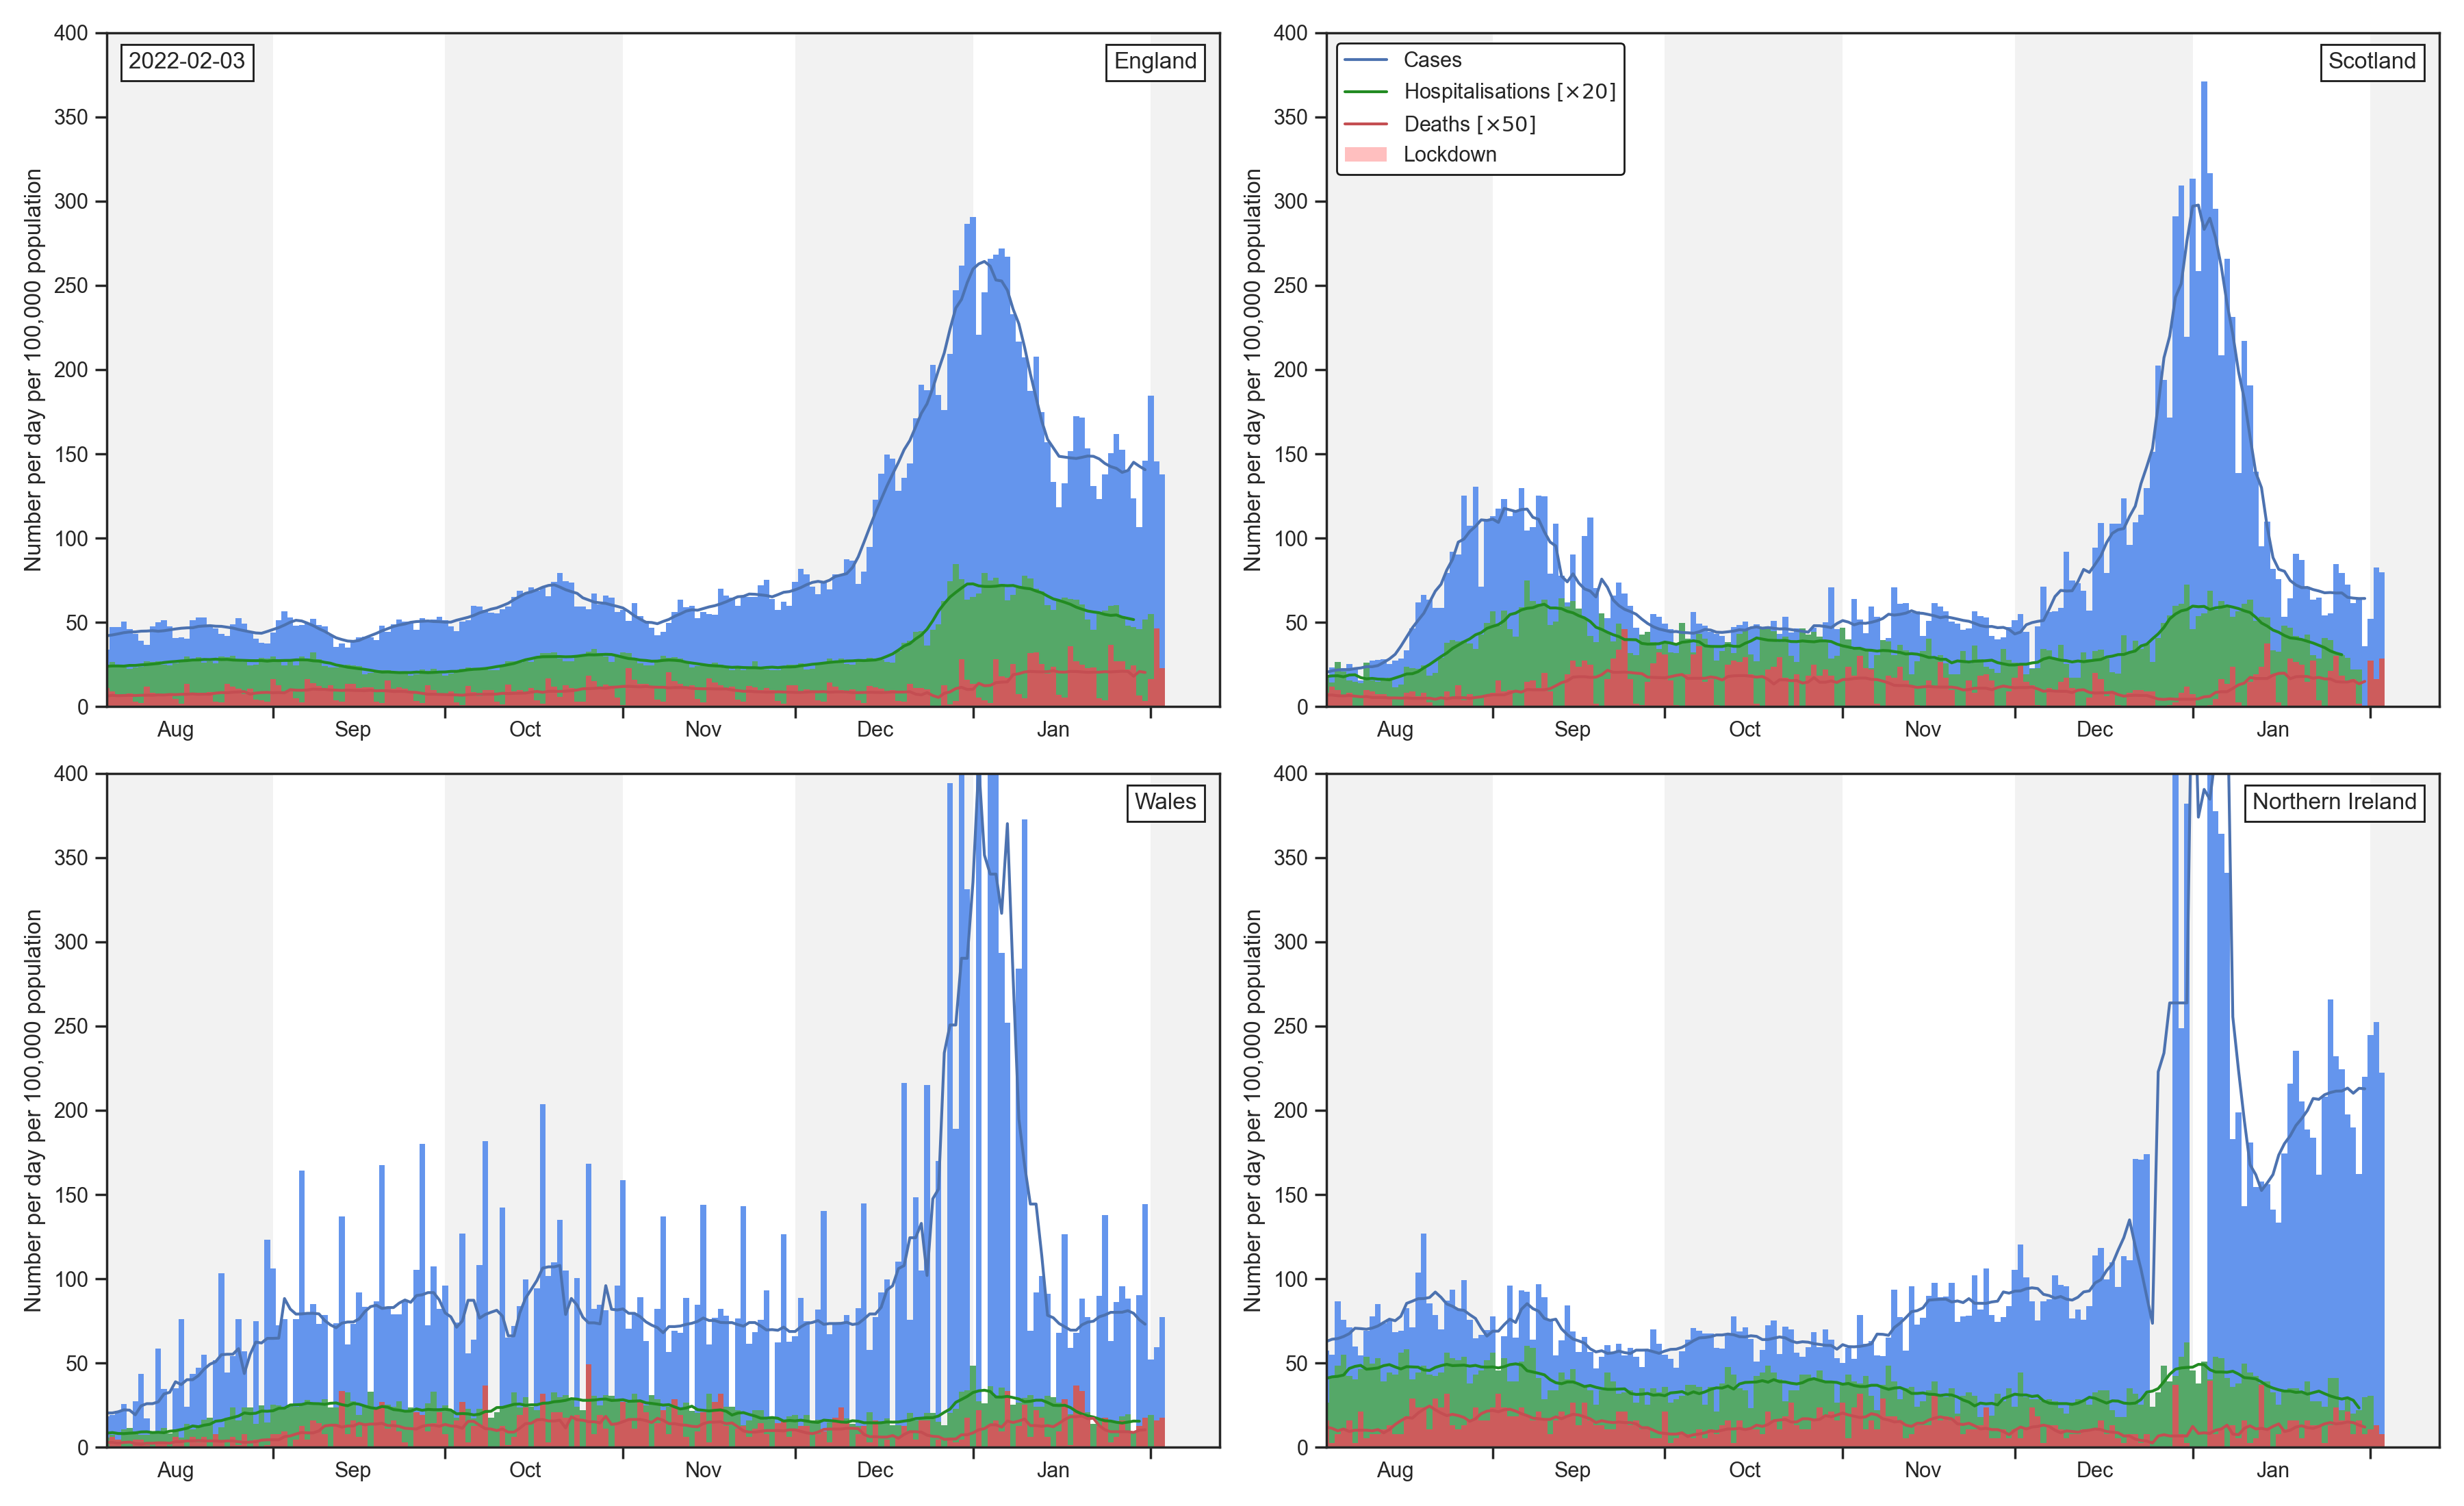 2022-02-03
England
Number per day per 100,000 population
400
350
300
250
200
150
100
50
0
Aug
Sep
Oct
Nov
Dec
Jan
Scotland
Cases
Hospitalisations [×20]
Deaths [×50]
Lockdown
Number per day per 100,000 population
400
350
300
250
200
150
100
50
0
Aug
Sep
Oct
Nov
Dec
Jan
Wales
Number per day per 100,000 population
400
350
300
250
200
150
100
50
0
Aug
Sep
Oct
Nov
Dec
Jan
Northern Ireland
Number per day per 100,000 population
400
350
300
250
200
150
100
50
0
Aug
Sep
Oct
Nov
Dec
Jan